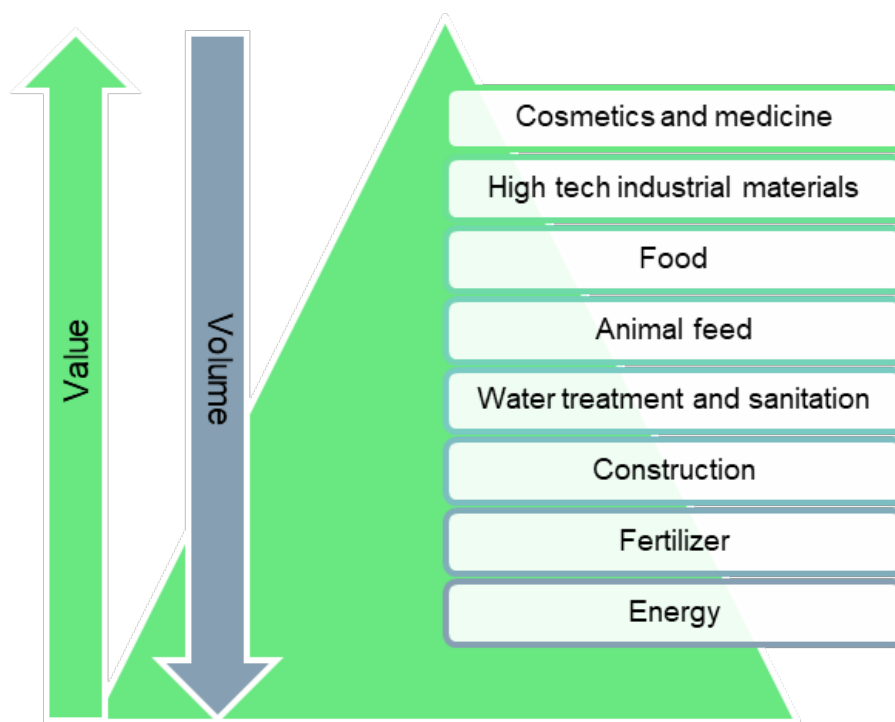 Value
Volume
Cosmetics and medicine
High tech industrial materials
Food
Animal feed
Water treatment and sanitation
Construction
Fertilizer
Energy